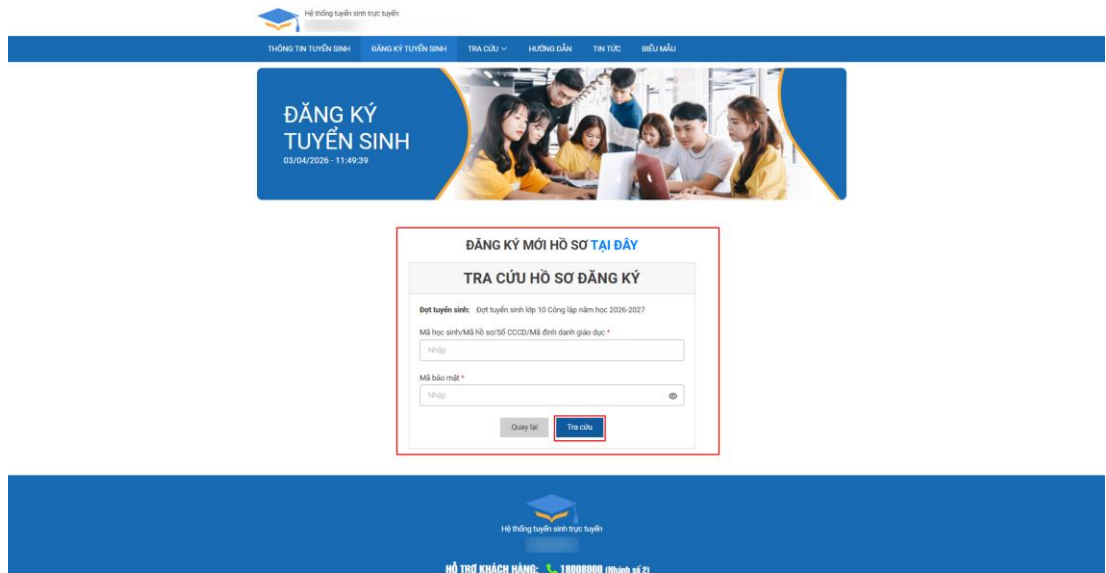 Hệ thống tuyển sinh trực tuyến
THÔNG TIN TUYỂN SINH ĐĂNG KÝ TUYỂN SINH TRA CỨU HƯỚNG DẪN TIN TỨC BIỂU MẪU
ĐĂNG KÝ
TUYỂN SINH
03/04/2026 - 11:49:39
ĐĂNG KÝ MỚI HỒ SƠ TẠI ĐÂY
TRA CỨU HỒ SƠ ĐĂNG KÝ
Đợt tuyển sinh: Đợt tuyển sinh lớp 10 Công lập năm học 2026-2027
Mã học sinh/Mã hồ sơ/Số CCCD/Mã định danh giáo dục *
Nhập
Mã bảo mật *
Nhập
Quay lại Tra cứu
Hệ thống tuyển sinh trực tuyến
HỖ TRỢ KHÁCH HÀNG: 18008000 (Nhánh số 2)